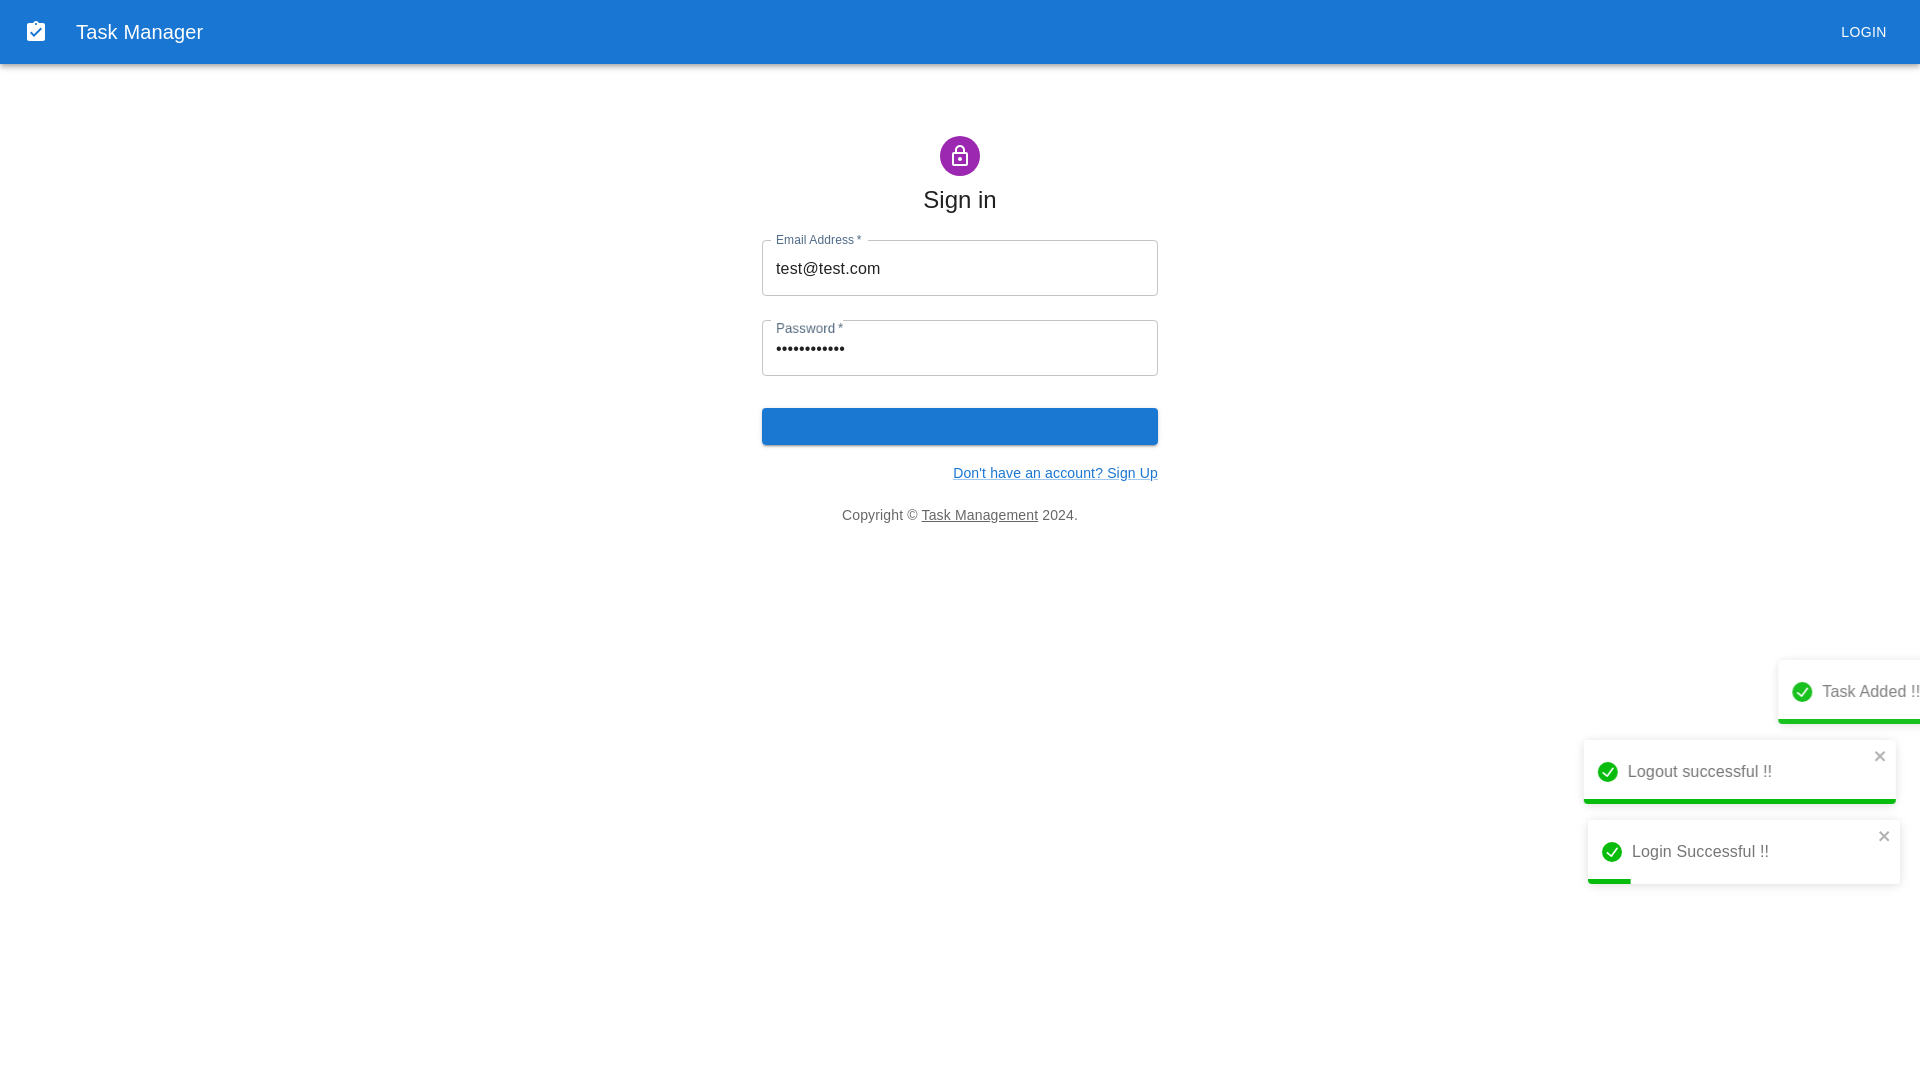 Task Manager
LOGIN
Sign in
Email Address *
test@test.com
Password *
••••••••••••
Don't have an account? Sign Up
Copyright © Task Management 2024.
Task Added !!
Logout successful !!
Login Successful !!